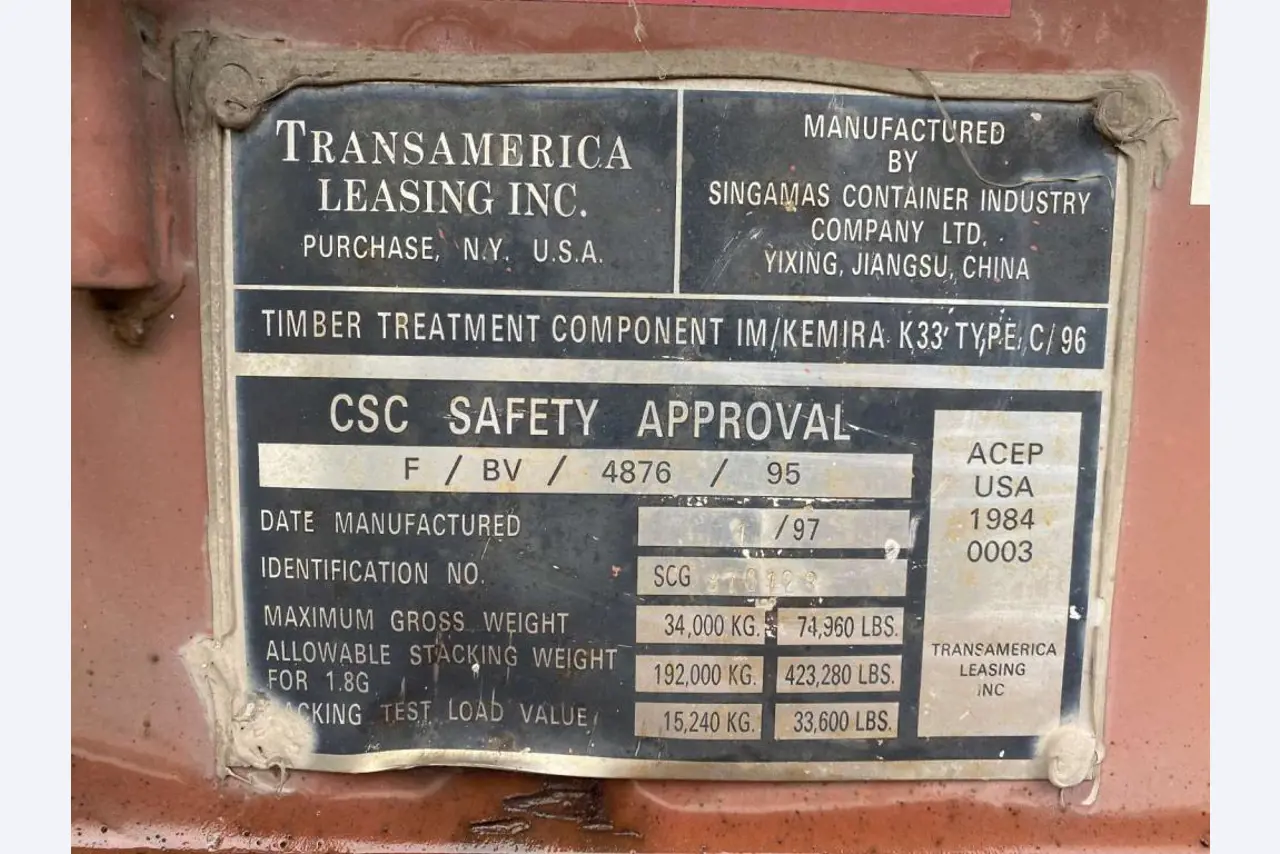 TRANSAMERICA
LEASING INC.
PURCHASE, N.Y. U.S.A.
MANUFACTURED
BY
SINGAMAS CONTAINER INDUSTRY
COMPANY LTD.
YIXING, JIANGSU, CHINA
TIMBER TREATMENT COMPONENT IM/KEMIRA K33 TYPE C/96
CSC SAFETY APPROVAL
F / BV / 4876 / 95
DATE MANUFACTURED /97
IDENTIFICATION NO. SCG
MAXIMUM GROSS WEIGHT 34,000 KG. 74,960 LBS.
ALLOWABLE STACKING WEIGHT
FOR 1.8G 192,000 KG. 423,280 LBS.
TEST LOAD VALUE 15,240 KG. 33,600 LBS.
ACEP
USA
1984
0003
TRANSAMERICA
LEASING
INC